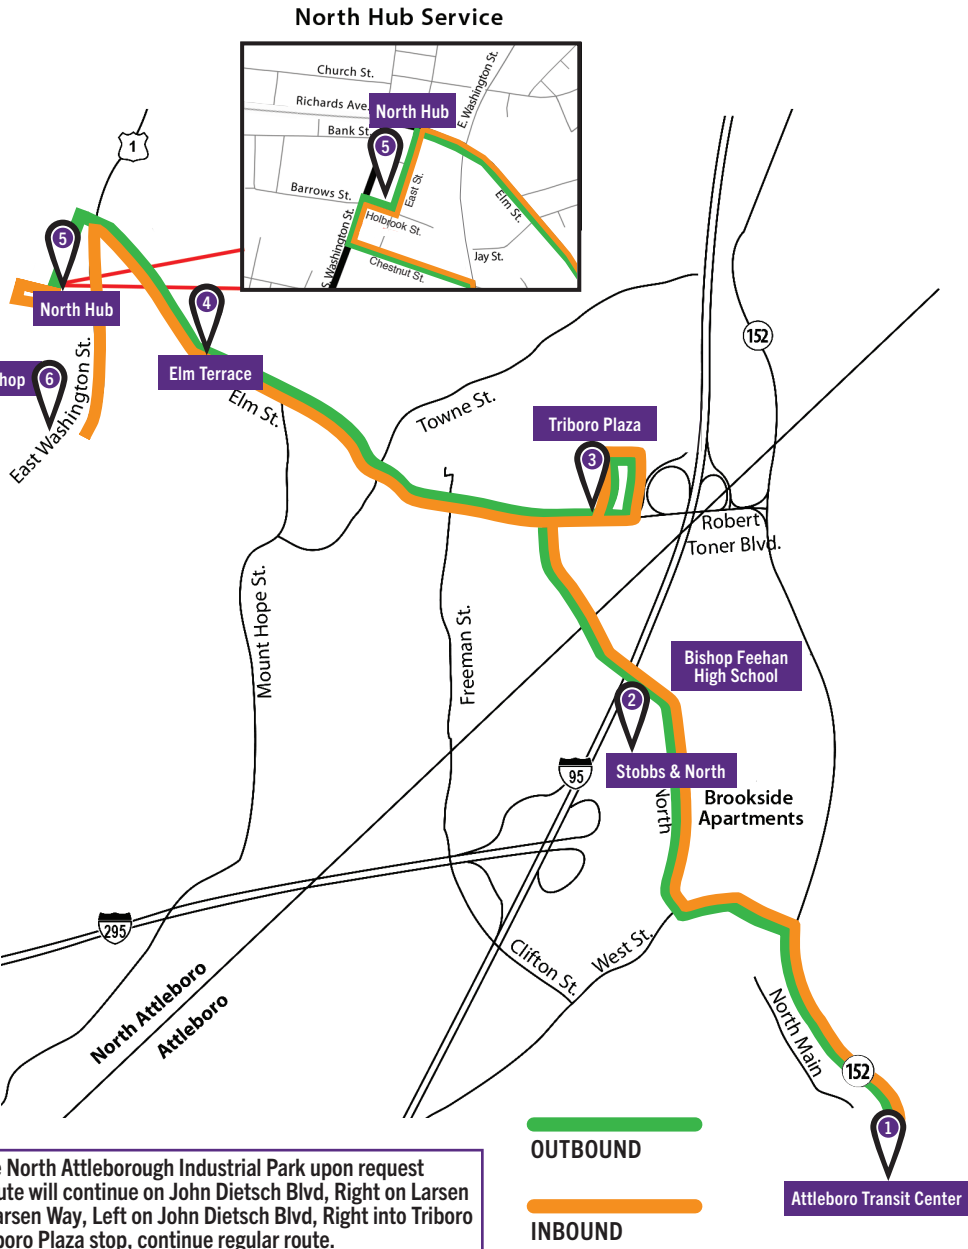 North Hub Service
Church St.
Richards Ave.
Bank St.
North Hub
5
E. Washington St.
Barrows St.
East St.
Holbrook St.
S. Washington St.
Chestnut St.
Elm St.
Jay St.
1
5
North Hub
4
Elm Terrace
hop
6
East Washington St.
Elm St.
Towne St.
152
Triboro Plaza
3
Robert
Toner Blvd.
Mount Hope St.
Freeman St.
Bishop Feehan
High School
2
Stobbs & North
95
North
Brookside
Apartments
295
Clifton St.
West St.
North Attleboro
Attleboro
North Main
152
1
Attleboro Transit Center
OUTBOUND
INBOUND
North Attleborough Industrial Park upon request
ute will continue on John Dietsch Blvd, Right on Larsen
arsen Way, Left on John Dietsch Blvd, Right into Triboro
boro Plaza stop, continue regular route.